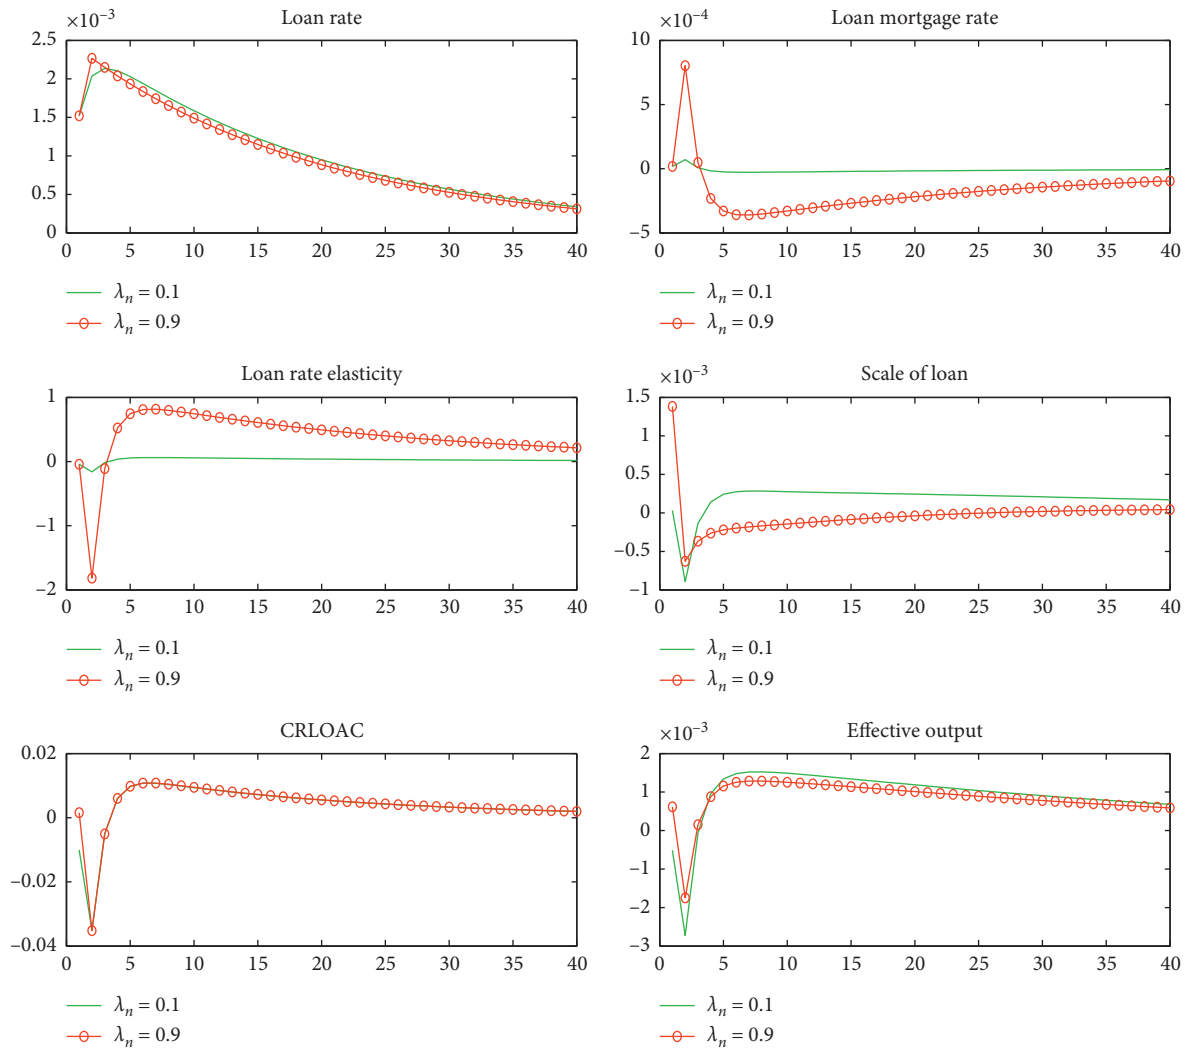 Loan rate
×10⁻³
2.5
2
1.5
1
0.5
0
0 5 10 15 20 25 30 35 40
λₙ = 0.1
λₙ = 0.9
Loan mortgage rate
×10⁻⁴
10
5
0
−5
0 5 10 15 20 25 30 35 40
λₙ = 0.1
λₙ = 0.9
Loan rate elasticity
1
0
−1
−2
0 5 10 15 20 25 30 35 40
λₙ = 0.1
λₙ = 0.9
Scale of loan
×10⁻³
1.5
1
0.5
0
−0.5
−1
0 5 10 15 20 25 30 35 40
λₙ = 0.1
λₙ = 0.9
CRLOAC
0.02
0
−0.02
−0.04
0 5 10 15 20 25 30 35 40
λₙ = 0.1
λₙ = 0.9
Effective output
×10⁻³
2
1
0
−1
−2
−3
0 5 10 15 20 25 30 35 40
λₙ = 0.1
λₙ = 0.9